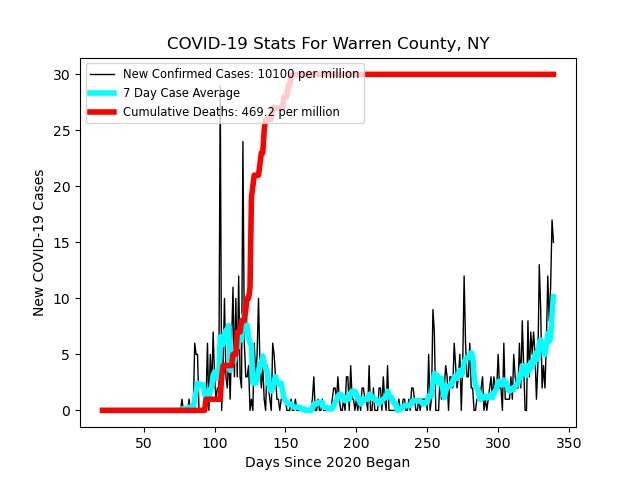 COVID-19 Stats For Warren County, NY
New Confirmed Cases: 10100 per million
7 Day Case Average
Cumulative Deaths: 469.2 per million
New COVID-19 Cases
30
25
20
15
10
5
0
50
100
150
200
250
300
350
Days Since 2020 Began